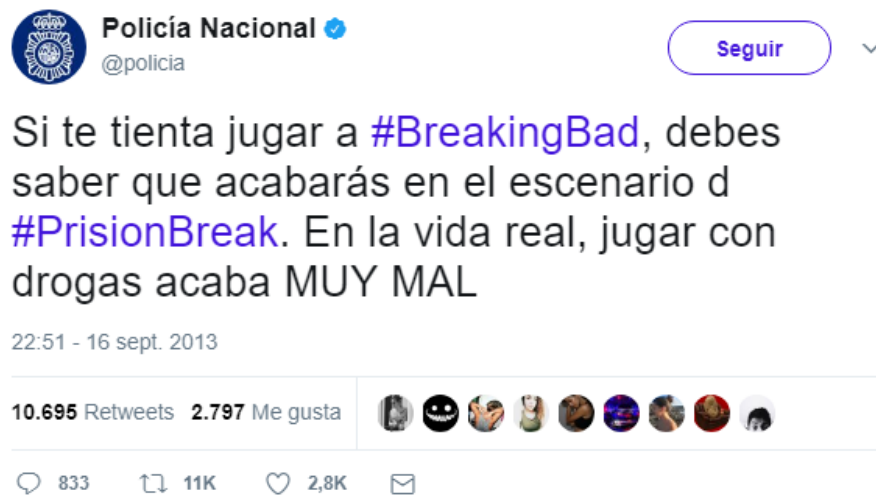 Policía Nacional
@policia
Seguir
Si te tienta jugar a #BreakingBad, debes
saber que acabarás en el escenario d
#PrisionBreak. En la vida real, jugar con
drogas acaba MUY MAL
22:51 - 16 sept. 2013
10.695 Retweets 2.797 Me gusta
833 11K 2,8K